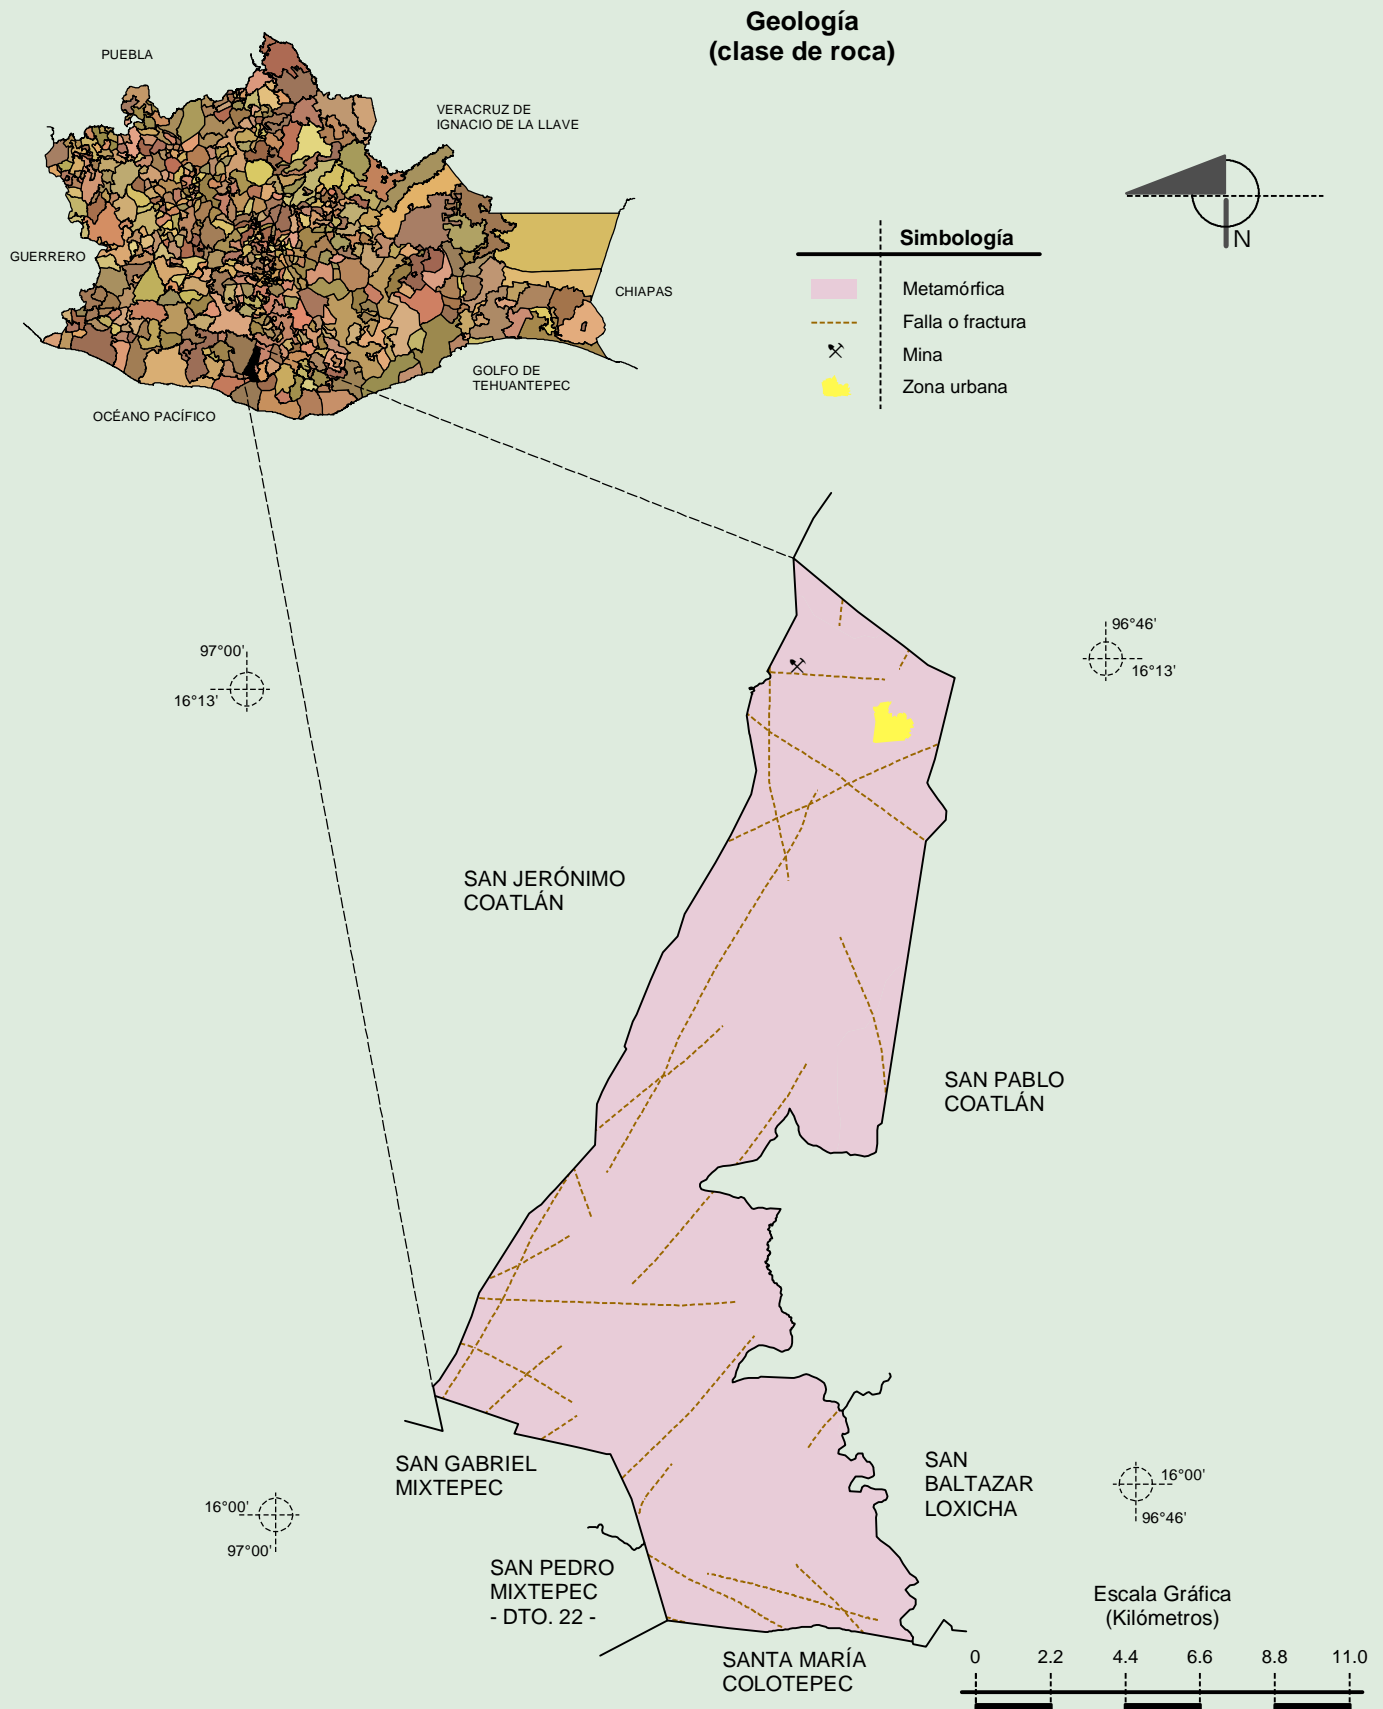 Geología
(clase de roca)
PUEBLA
VERACRUZ DE
IGNACIO DE LA LLAVE
GUERRERO
CHIAPAS
GOLFO DE
TEHUANTEPEC
OCÉANO PACÍFICO
N
Simbología
Metamórfica
Falla o fractura
Mina
Zona urbana
97°00'
16°13'
96°46'
16°13'
SAN JERÓNIMO
COATLÁN
SAN PABLO
COATLÁN
SAN GABRIEL
MIXTEPEC
SAN
BALTAZAR
LOXICHA
16°00'
97°00'
16°00'
96°46'
SAN PEDRO
MIXTEPEC
- DTO. 22 -
SANTA MARÍA
COLOTEPEC
Escala Gráfica
(Kilómetros)
0 2.2 4.4 6.6 8.8 11.0